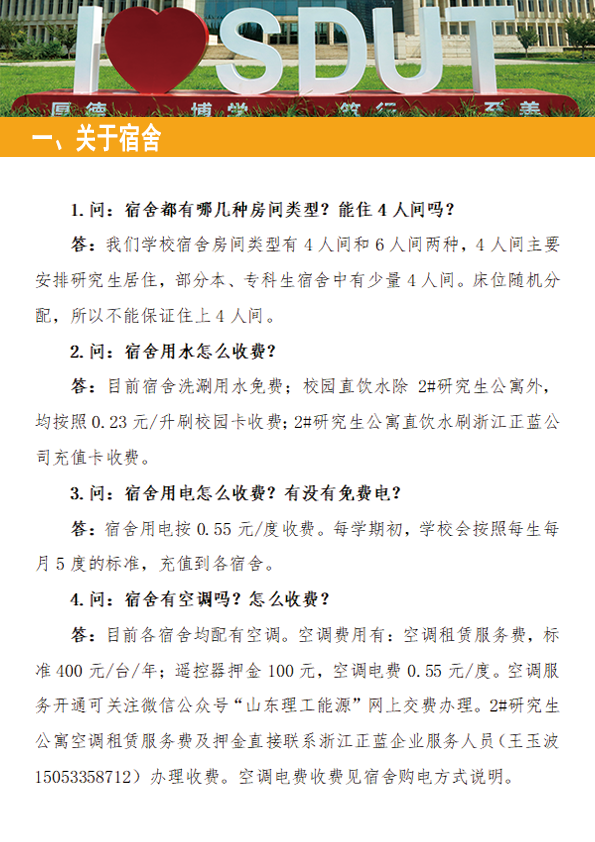 I SDUT
厚德 博学 笃行 至善
一、关于宿舍
1.问：宿舍都有哪几种房间类型？能住4人间吗？
答：我们学校宿舍房间类型有4人间和6人间两种，4人间主要
安排研究生居住，部分本、专科生宿舍中有少量4人间。床位随机分
配，所以不能保证住上4人间。
2.问：宿舍用水怎么收费？
答：目前宿舍洗涮用水免费；校园直饮水除 2#研究生公寓外，
均按照0.23元/升刷校园卡收费；2#研究生公寓直饮水刷浙江正蓝公
司充值卡收费。
3.问：宿舍用电怎么收费？有没有免费电？
答：宿舍用电按0.55元/度收费。每学期初，学校会按照每生每
月5度的标准，充值到各宿舍。
4.问：宿舍有空调吗？怎么收费？
答：目前各宿舍均配有空调。空调费用有：空调租赁服务费，标
准400元/台/年；遥控器押金100元，空调电费0.55元/度。空调服
务开通可关注微信公众号“山东理工能源”网上交费办理。2#研究生
公寓空调租赁服务费及押金直接联系浙江正蓝企业服务人员（王玉波
15053358712）办理收费。空调电费收费见宿舍购电方式说明。